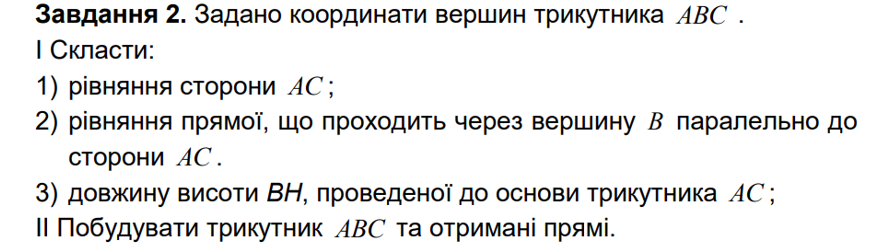 Завдання 2. Задано координати вершин трикутника ABC .
I Скласти:
1) рівняння сторони AC ;
2) рівняння прямої, що проходить через вершину B паралельно до
сторони AC .
3) довжину висоти BH, проведеної до основи трикутника AC ;
II Побудувати трикутник ABC та отримані прямі.